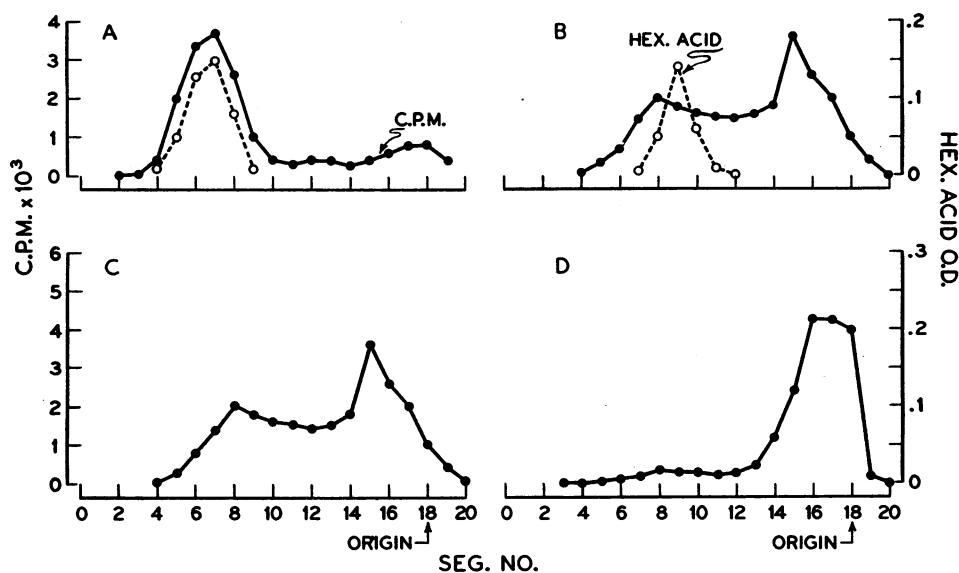 A
B
C.P.M.
HEX. ACID
4
3
2
1
0
0.2
.1
0
C.P.M. x 10³
HEX. ACID O.D.
C
D
6
5
4
3
2
1
0
.3
.2
.1
0
0 2 4 6 8 10 12 14 16 18 20
0 2 4 6 8 10 12 14 16 18 20
ORIGIN
ORIGIN
SEG. NO.